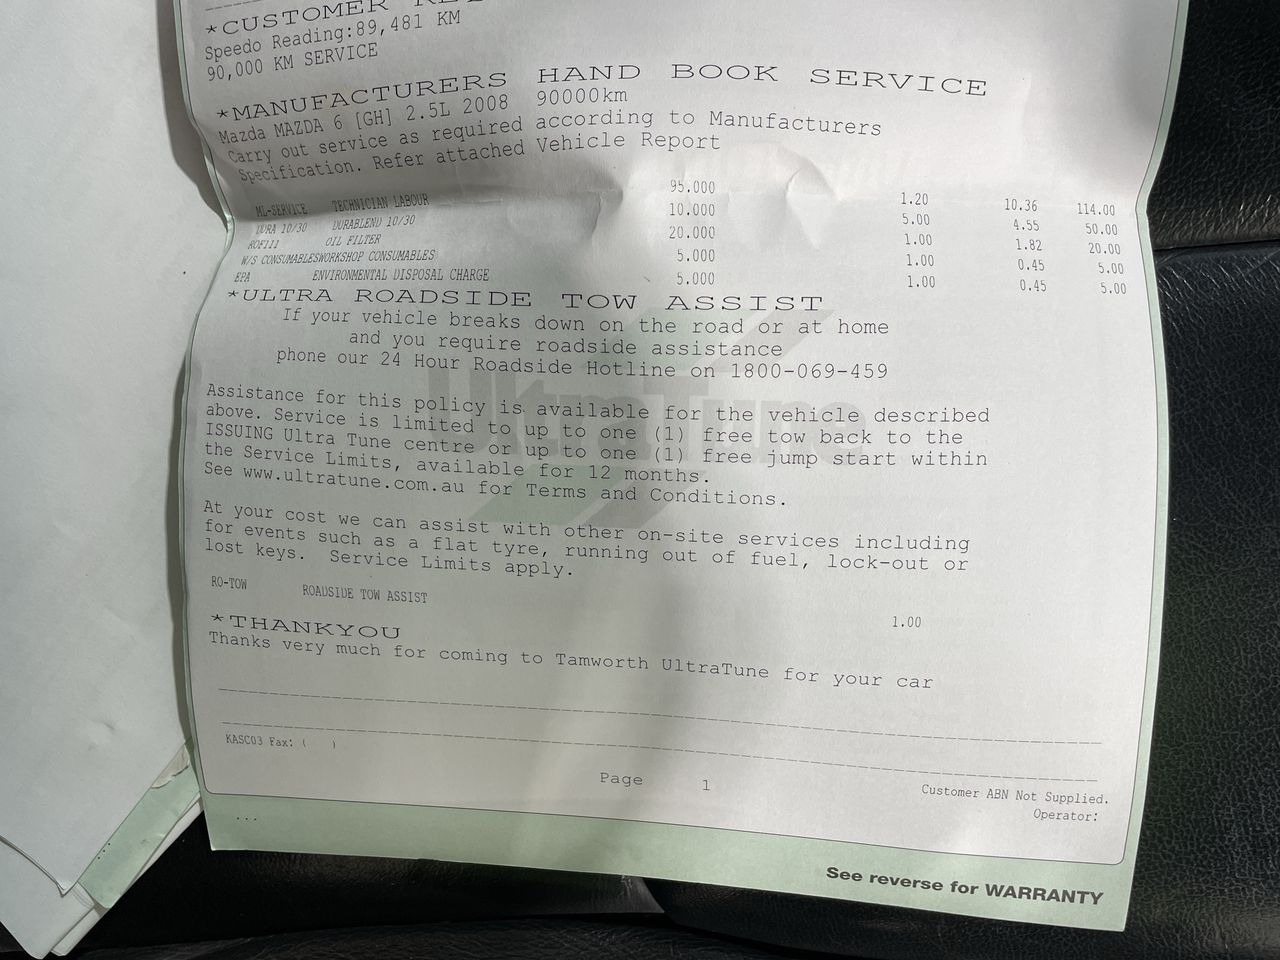 *CUSTOMER RE
Speedo Reading:89,481 KM
90,000 KM SERVICE
*MANUFACTURERS HAND BOOK SERVICE
Mazda MAZDA 6 [GH] 2.5L 2008 90000km
Carry out service as required according to Manufacturers
Specification. Refer attached Vehicle Report
ML-SERVICE TECHNICIAN LABOUR 95.000 1.20 10.36 114.00
DURA 10/30 DURABLEND 10/30 10.000 5.00 4.55 50.00
ROF111 OIL FILTER 20.000 1.00 1.82 20.00
W/S CONSUMABLESWORKSHOP CONSUMABLES 5.000 1.00 0.45 5.00
EPA ENVIRONMENTAL DISPOSAL CHARGE 5.000 1.00 0.45 5.00
*ULTRA ROADSIDE TOW ASSIST
If your vehicle breaks down on the road or at home
and you require roadside assistance
phone our 24 Hour Roadside Hotline on 1800-069-459
UltraTune
Assistance for this policy is available for the vehicle described
above. Service is limited to up to one (1) free tow back to the
ISSUING Ultra Tune centre or up to one (1) free jump start within
the Service Limits, available for 12 months.
See www.ultratune.com.au for Terms and Conditions.
At your cost we can assist with other on-site services including
for events such as a flat tyre, running out of fuel, lock-out or
lost keys. Service Limits apply.
RO-TOW ROADSIDE TOW ASSIST 1.00
*THANKYOU
Thanks very much for coming to Tamworth UltraTune for your car
KASC03 Fax: ( )
Page 1
Customer ABN Not Supplied.
Operator:
...
See reverse for WARRANTY